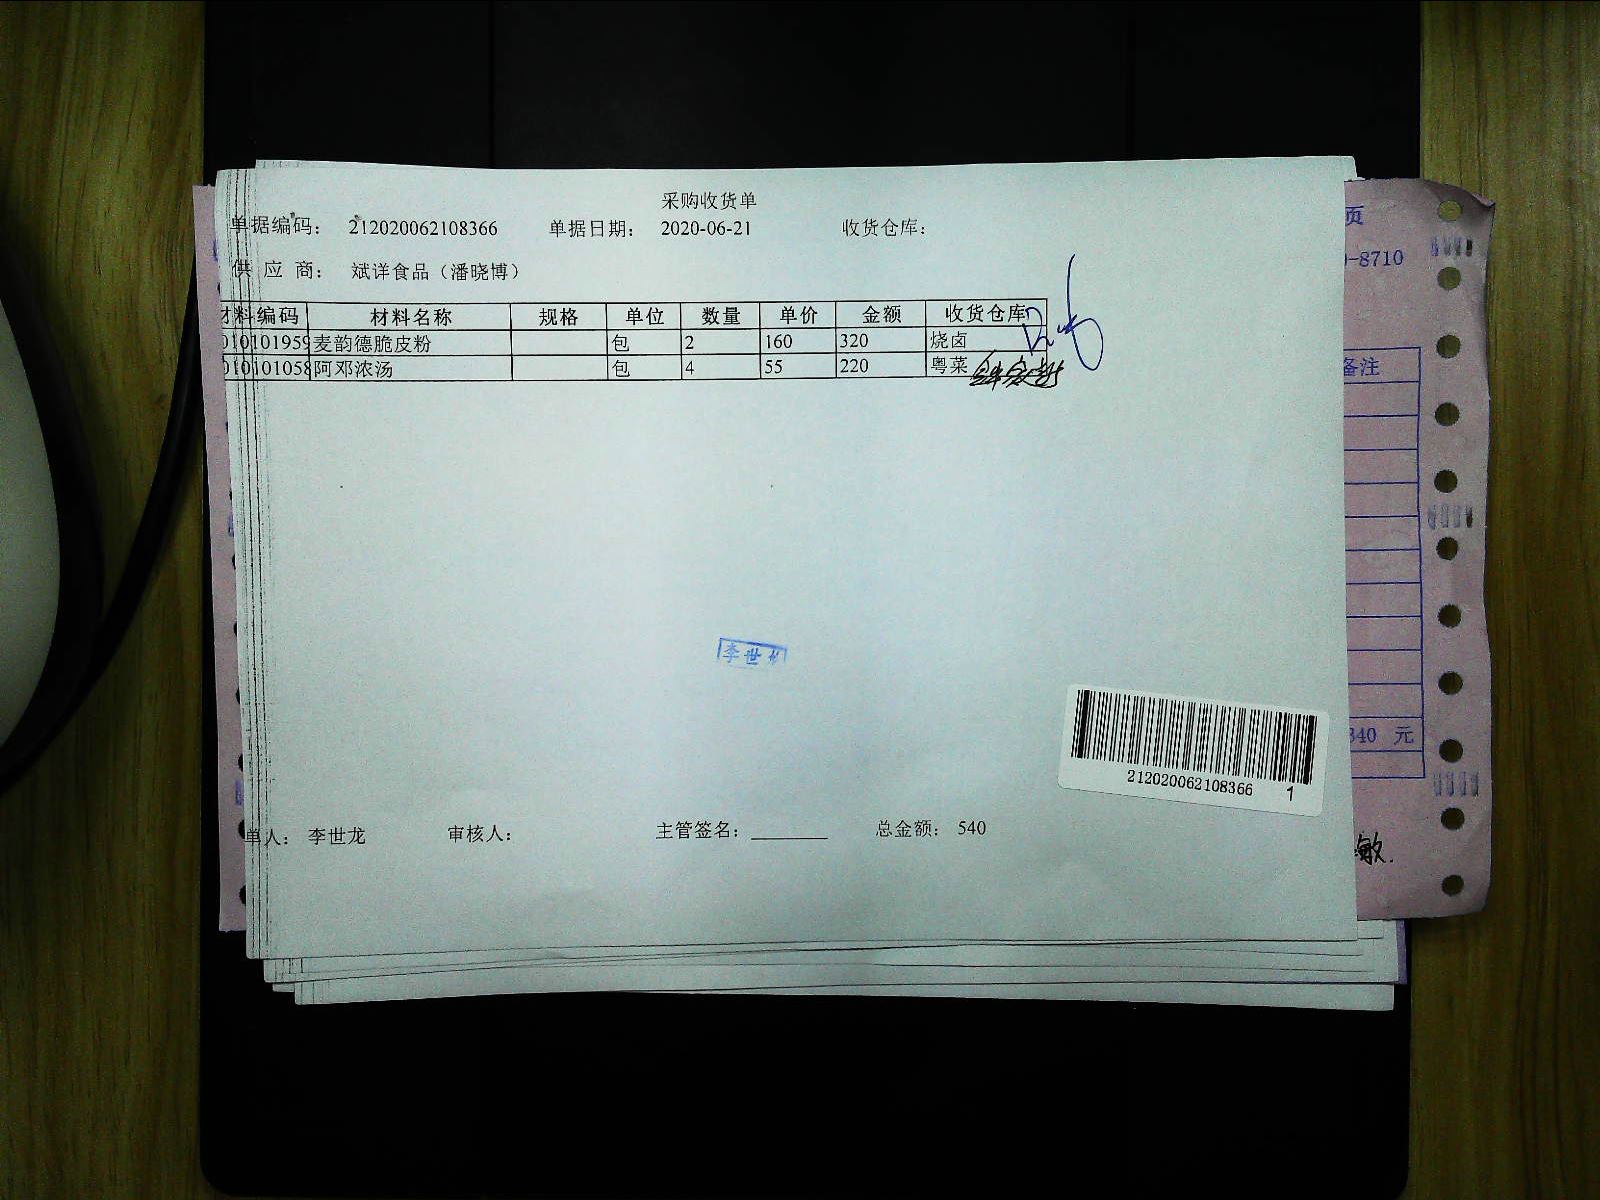 采购收货单
单据编码： 212020062108366 单据日期： 2020-06-21 收货仓库：
供 应 商： 斌详食品（潘晓博）
材料编码 材料名称 规格 单位 数量 单价 金额 收货仓库
010101959 麦韵德脆皮粉 包 2 160 320 烧卤
010101058 阿邓浓汤 包 4 55 220 粤菜
李世
212020062108366 1
单人： 李世龙 审核人： 主管签名：________ 总金额： 540
页
-8710
备注
340 元
敏.